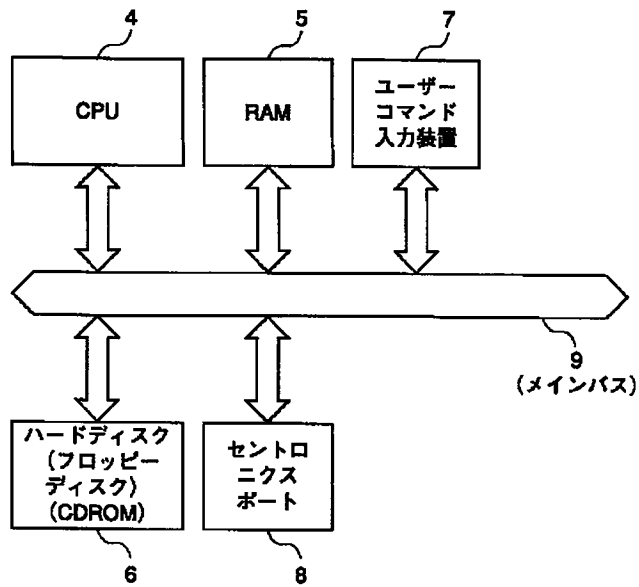 4
5
7
CPU
RAM
ユーザー
コマンド
入力装置
9
(メインバス)
ハードディスク
(フロッピー
ディスク)
(CDROM)
セントロ
ニクス
ポート
6
8